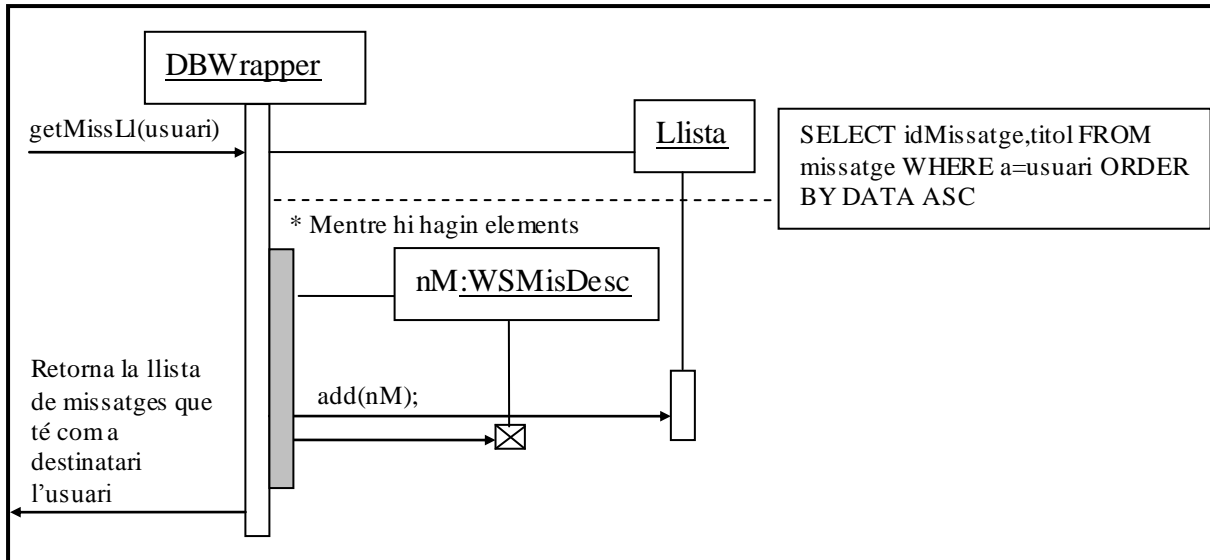 DBWrapper
getMissLl(usuari)
Llista
SELECT idMissatge,titol FROM
missatge WHERE a=usuari ORDER
BY DATA ASC
* Mentre hi hagin elements
nM:WSMisDesc
Retorna la llista
de missatges que
té com a
destinatari
l'usuari
add(nM);